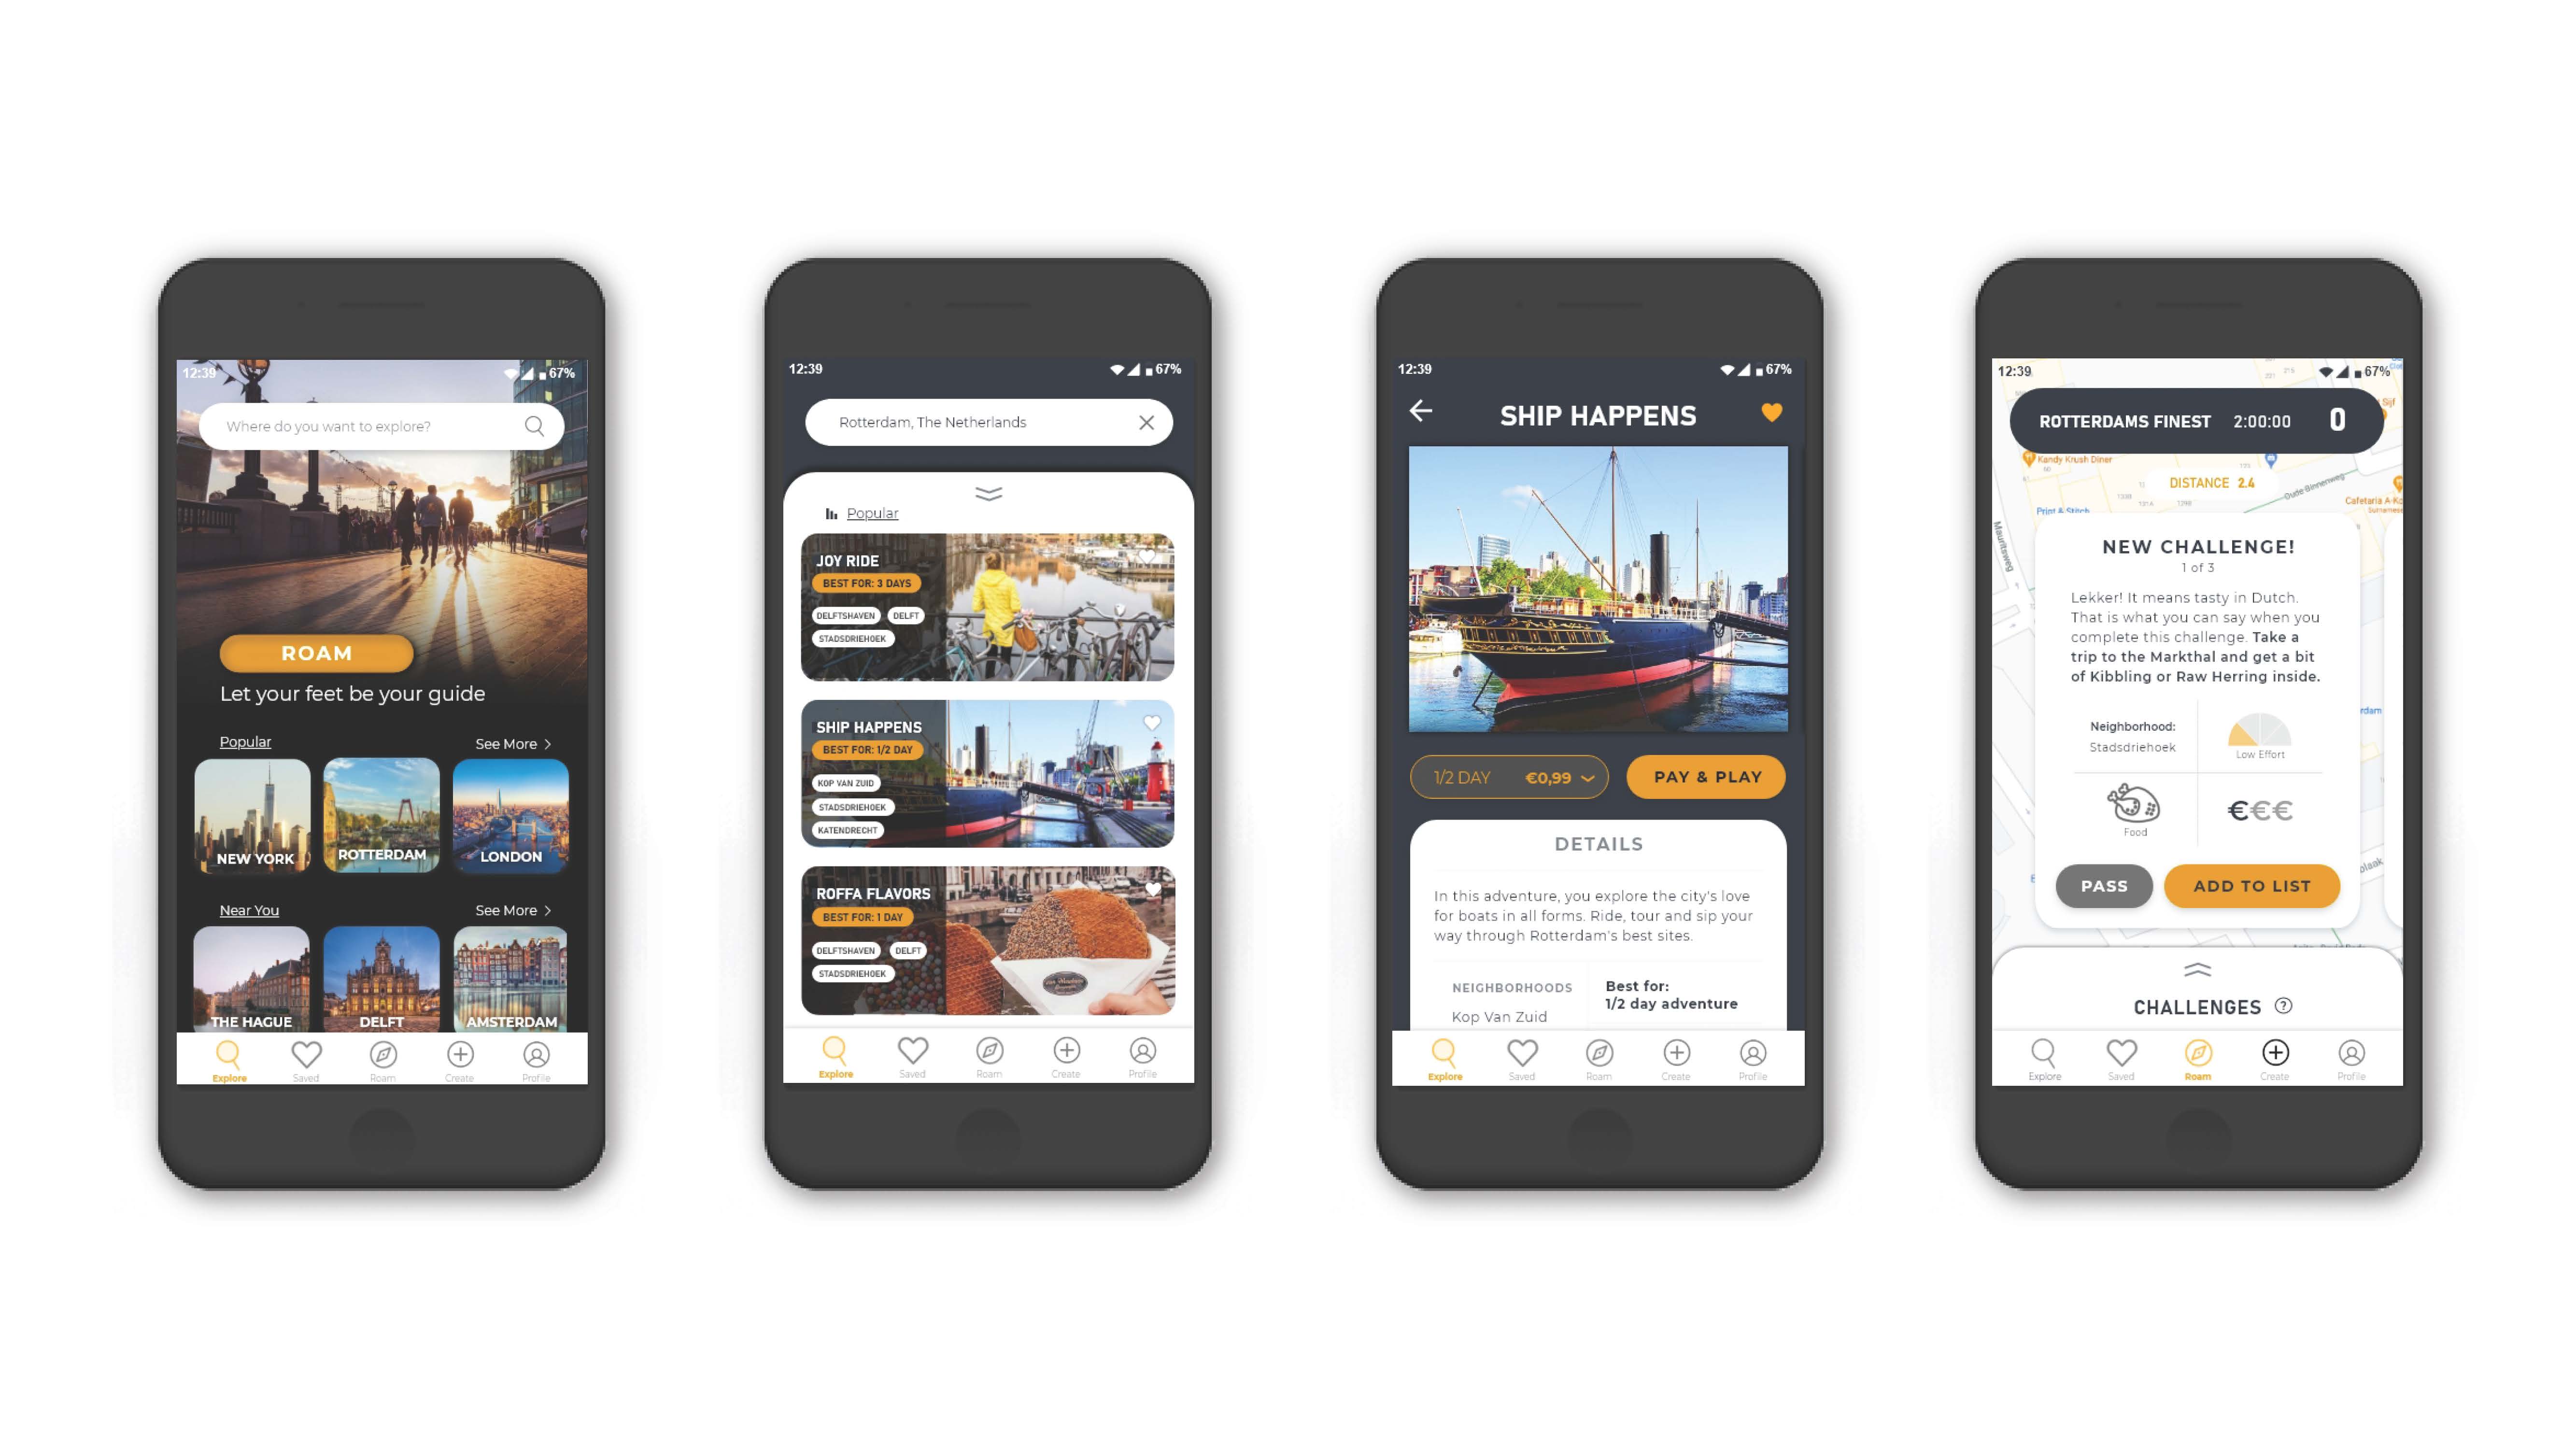 12:39
67%
Where do you want to explore?
ROAM
Let your feet be your guide
Popular
See More >
NEW YORK
ROTTERDAM
LONDON
Near You
See More >
THE HAGUE
DELFT
AMSTERDAM
Explore
Saved
Roam
Create
Profile
12:39
67%
Rotterdam, The Netherlands
Popular
JOY RIDE
BEST FOR: 3 DAYS
DELFTSHAVEN
DELFT
STADSDRIEHOEK
SHIP HAPPENS
BEST FOR: 1/2 DAY
KOP VAN ZUID
STADSDRIEHOEK
KATENDRECHT
ROFFA FLAVORS
BEST FOR: 1 DAY
DELFTSHAVEN
DELFT
STADSDRIEHOEK
Explore
Saved
Roam
Create
Profile
12:39
67%
SHIP HAPPENS
1/2 DAY
€0,99
PAY & PLAY
DETAILS
In this adventure, you explore the city's love
for boats in all forms. Ride, tour and sip your
way through Rotterdam's best sites.
NEIGHBORHOODS
Kop Van Zuid
Best for:
1/2 day adventure
Explore
Saved
Roam
Create
Profile
12:39
67%
ROTTERDAMS FINEST
2:00:00
0
Kandy Krush Diner
DISTANCE 2.4
Oude Binnenweg
Cafetaria A-Ko
Print & Stitch
Mauritsweg
NEW CHALLENGE!
1 of 3
Lekker! It means tasty in Dutch.
That is what you can say when you
complete this challenge. Take a
trip to the Markthal and get a bit
of Kibbling or Raw Herring inside.
Neighborhood:
Stadsdriehoek
Low Effort
Food
€€€
PASS
ADD TO LIST
CHALLENGES ?
Explore
Saved
Roam
Create
Profile